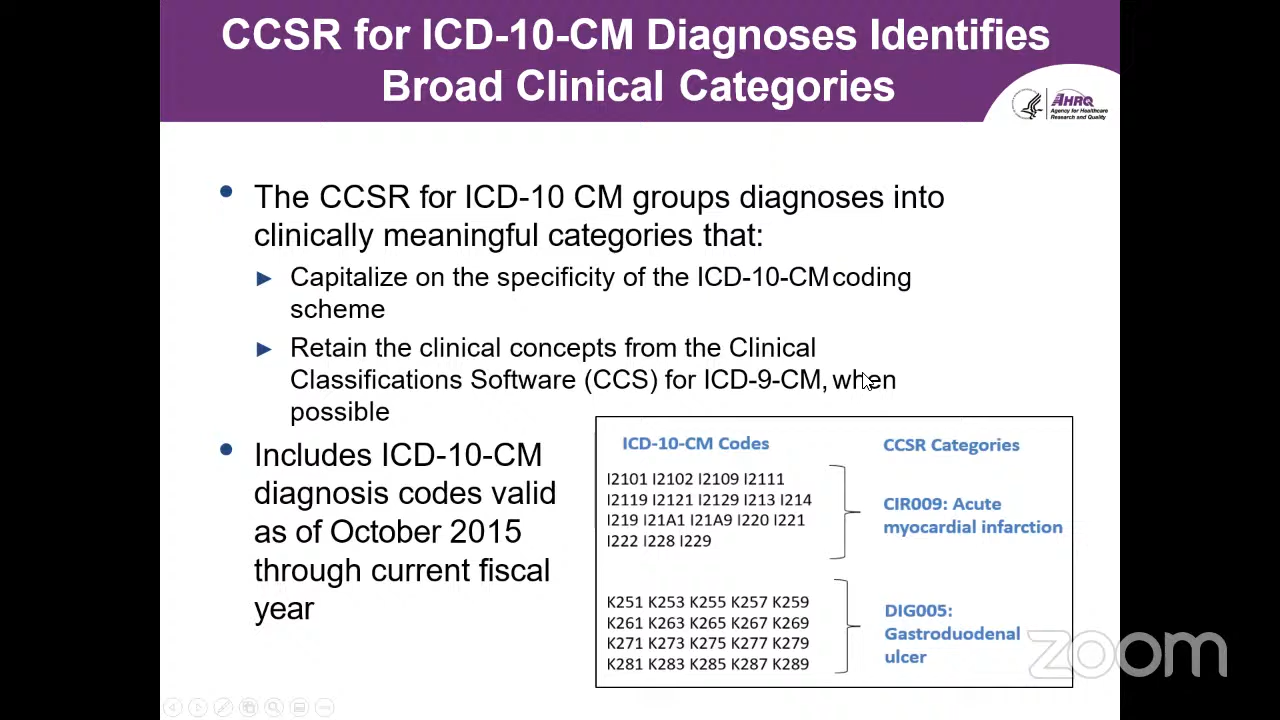 CCSR for ICD-10-CM Diagnoses Identifies
Broad Clinical Categories
AHRQ
Agency for Healthcare
Research and Quality
• The CCSR for ICD-10 CM groups diagnoses into
clinically meaningful categories that:
► Capitalize on the specificity of the ICD-10-CM coding
scheme
► Retain the clinical concepts from the Clinical
Classifications Software (CCS) for ICD-9-CM, when
possible
• Includes ICD-10-CM
diagnosis codes valid
as of October 2015
through current fiscal
year
ICD-10-CM Codes
I2101 I2102 I2109 I2111
I2119 I2121 I2129 I213 I214
I219 I21A1 I21A9 I220 I221
I222 I228 I229
K251 K253 K255 K257 K259
K261 K263 K265 K267 K269
K271 K273 K275 K277 K279
K281 K283 K285 K287 K289
CCSR Categories
CIR009: Acute
myocardial infarction
DIG005:
Gastroduodenal
ulcer
zoom